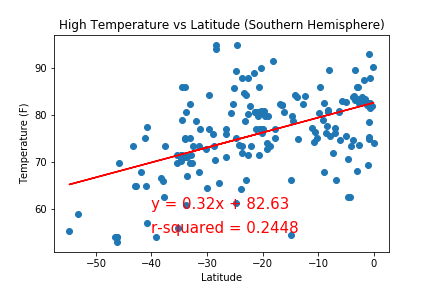 High Temperature vs Latitude (Southern Hemisphere)
90
80
70
60
Temperature (F)
y = 0.32x + 82.63
r-squared = 0.2448
−50 −40 −30 −20 −10 0
Latitude